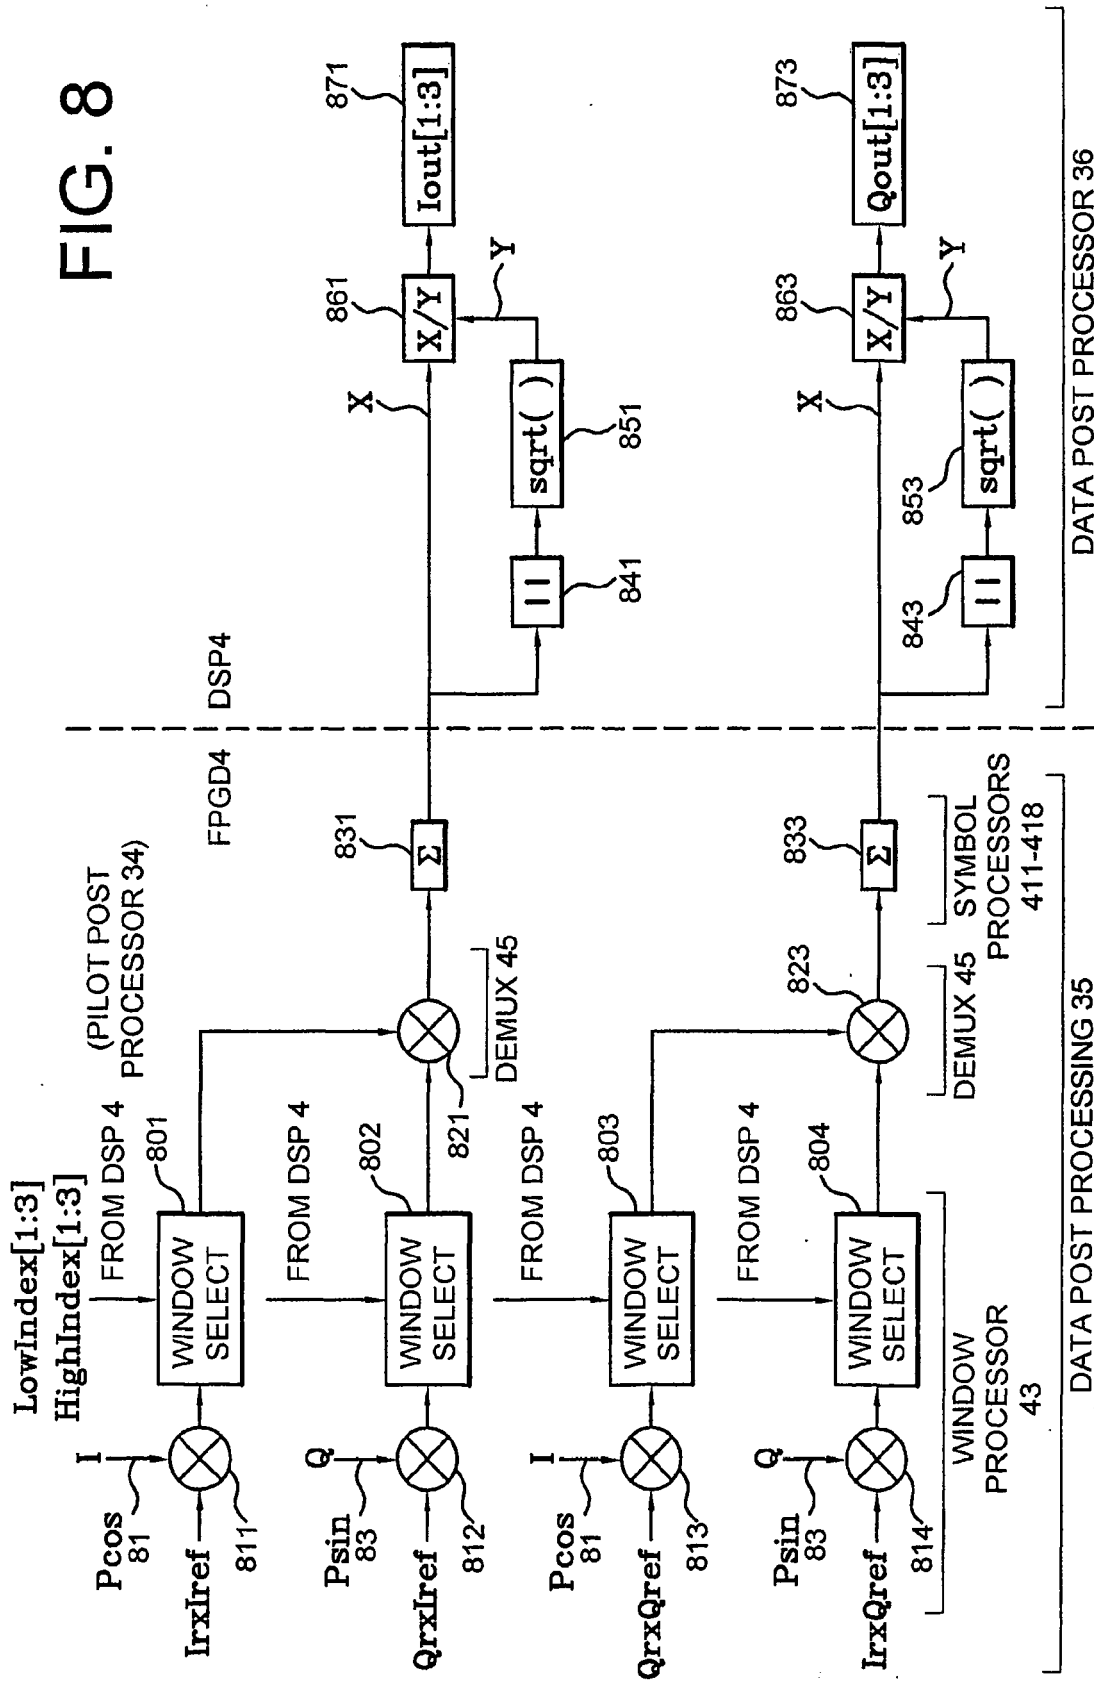 FIG. 8
LowIndex[1:3]
HighIndex[1:3]
FROM DSP 4
(PILOT POST
PROCESSOR 34)
FPGD4
DSP4
Pcos
81
I
IrxIref
811
WINDOW
SELECT
801
FROM DSP 4
Psin
83
Q
QrxIref
812
WINDOW
SELECT
802
821
DEMUX 45
Σ
831
X
| |
841
sqrt( )
851
Y
X/Y
861
Iout[1:3]
871
FROM DSP 4
Pcos
81
I
QrxQref
813
WINDOW
SELECT
803
FROM DSP 4
Psin
83
Q
IrxQref
814
WINDOW
SELECT
804
823
DEMUX 45
Σ
833
X
| |
843
sqrt( )
853
Y
X/Y
863
Qout[1:3]
873
WINDOW
PROCESSOR
43
SYMBOL
PROCESSORS
411-418
DATA POST PROCESSING 35
DATA POST PROCESSOR 36